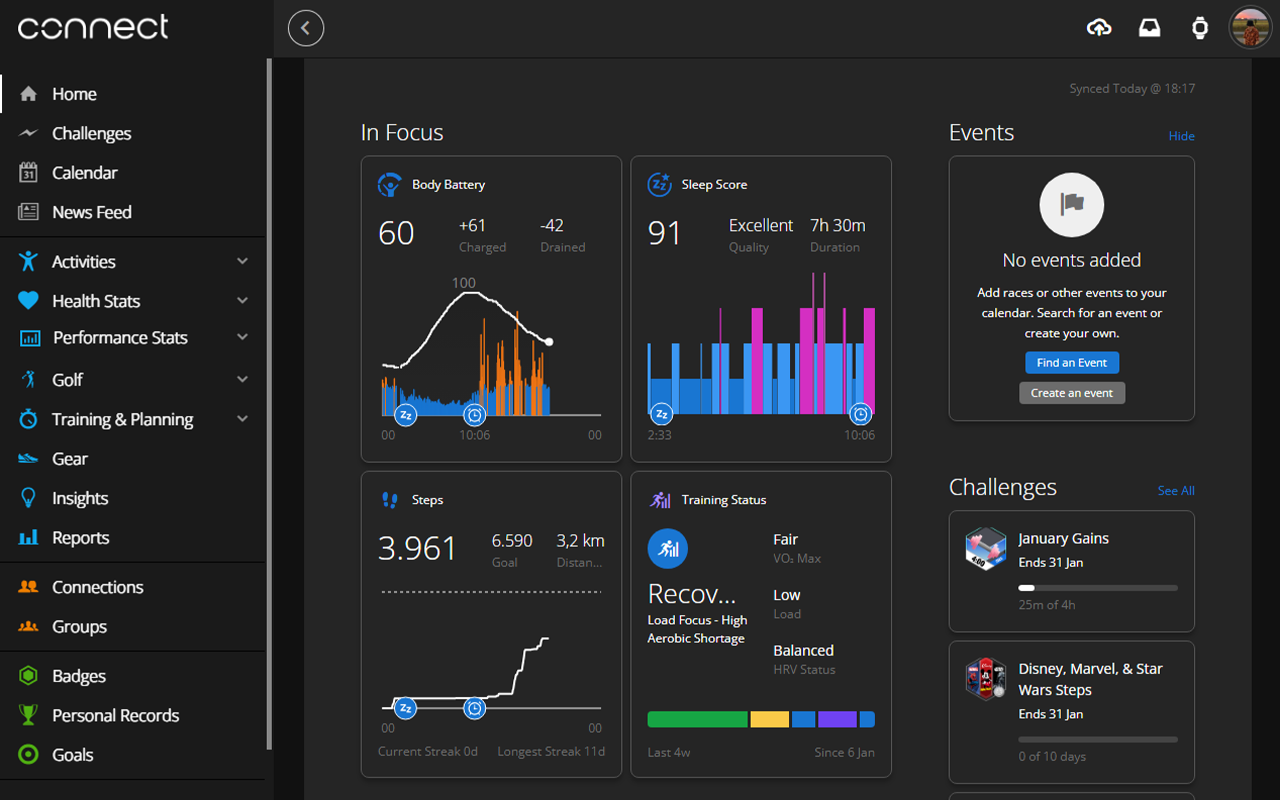 connect
Home
Challenges
Calendar
News Feed
Activities
Health Stats
Performance Stats
Golf
Training & Planning
Gear
Insights
Reports
Connections
Groups
Badges
Personal Records
Goals
Synced Today @ 18:17
In Focus
Body Battery
60
+61
Charged
-42
Drained
100
Zz
00
10:06
00
Sleep Score
Zz
91
Excellent
Quality
7h 30m
Duration
Zz
2:33
10:06
Steps
3.961
6.590
Goal
3,2 km
Distan...
Zz
00
00
Current Streak 0d
Longest Streak 11d
Training Status
Recov...
Load Focus - High
Aerobic Shortage
Fair
VO₂ Max
Low
Load
Balanced
HRV Status
Last 4w
Since 6 Jan
Events
Hide
No events added
Add races or other events to your
calendar. Search for an event or
create your own.
Find an Event
Create an event
Challenges
See All
4:00
January Gains
Ends 31 Jan
25m of 4h
Disney, Marvel, & Star
Wars Steps
Ends 31 Jan
0 of 10 days
31